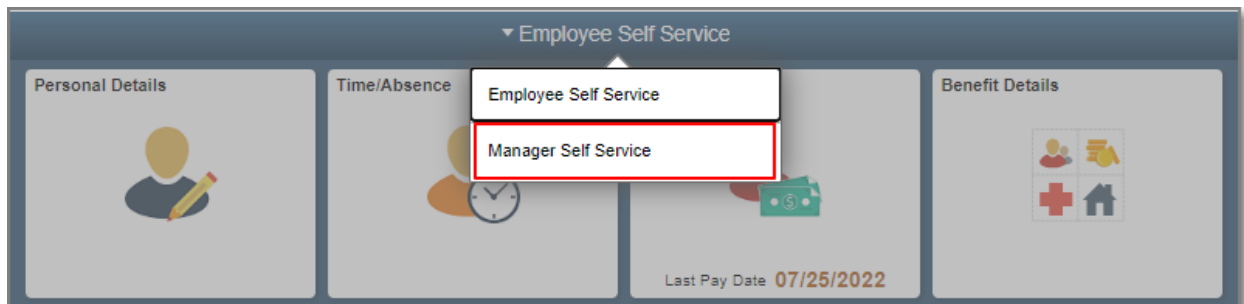 Employee Self Service
Personal Details
Time/Absence
Employee Self Service
Manager Self Service
Last Pay Date 07/25/2022
Benefit Details